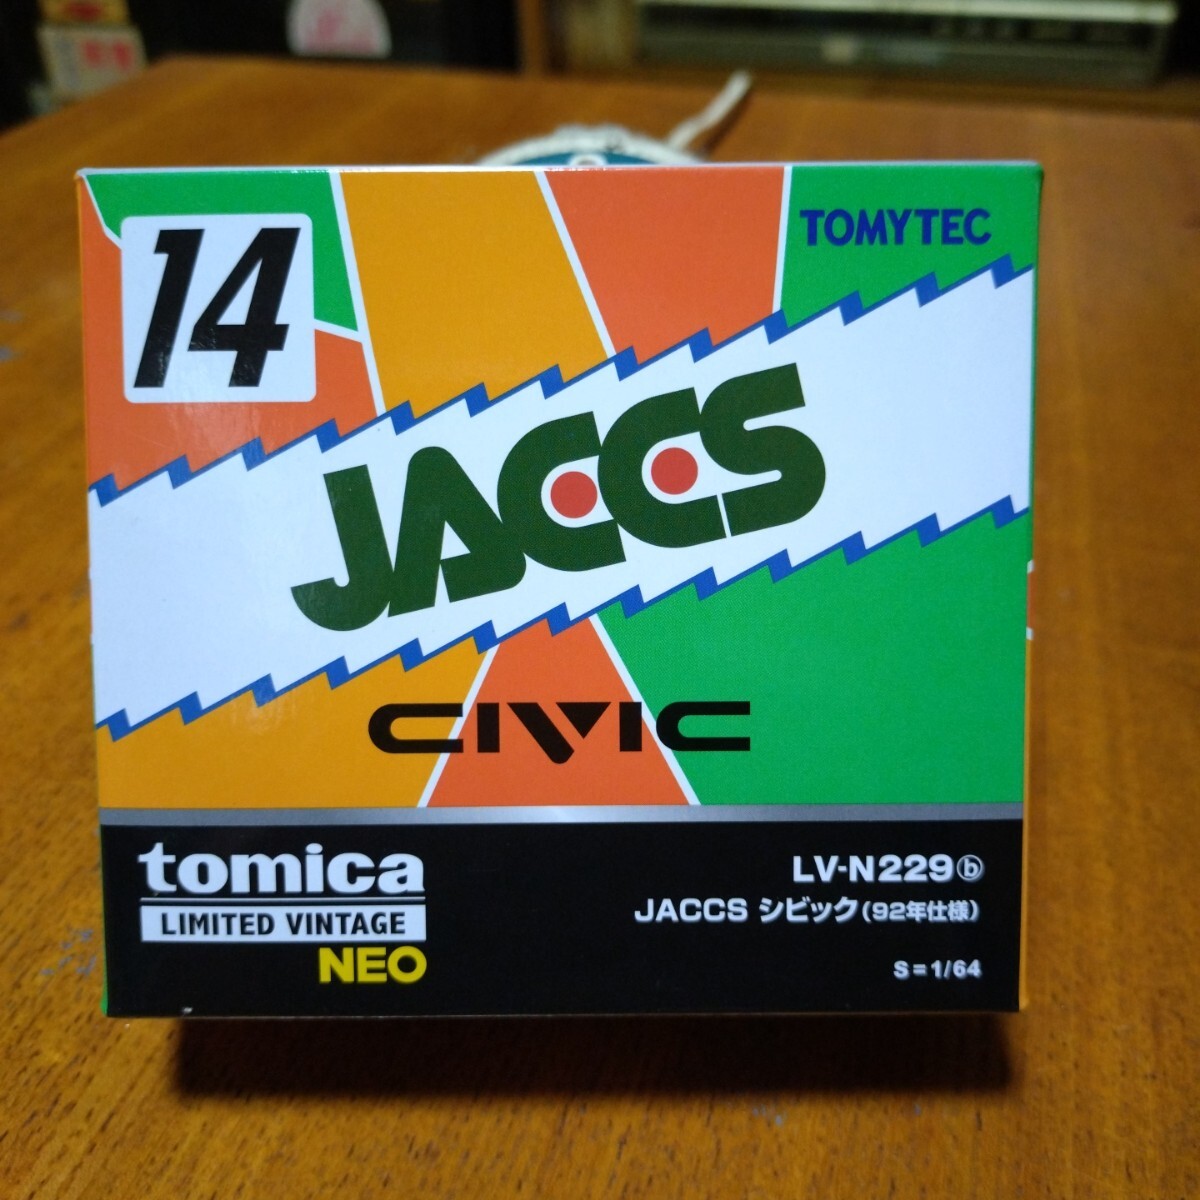 14
TOMYTEC
JACCS
CIVIC
tomica
LIMITED VINTAGE
NEO
LV-N229ⓑ
JACCS シビック(92年仕様)
S=1/64